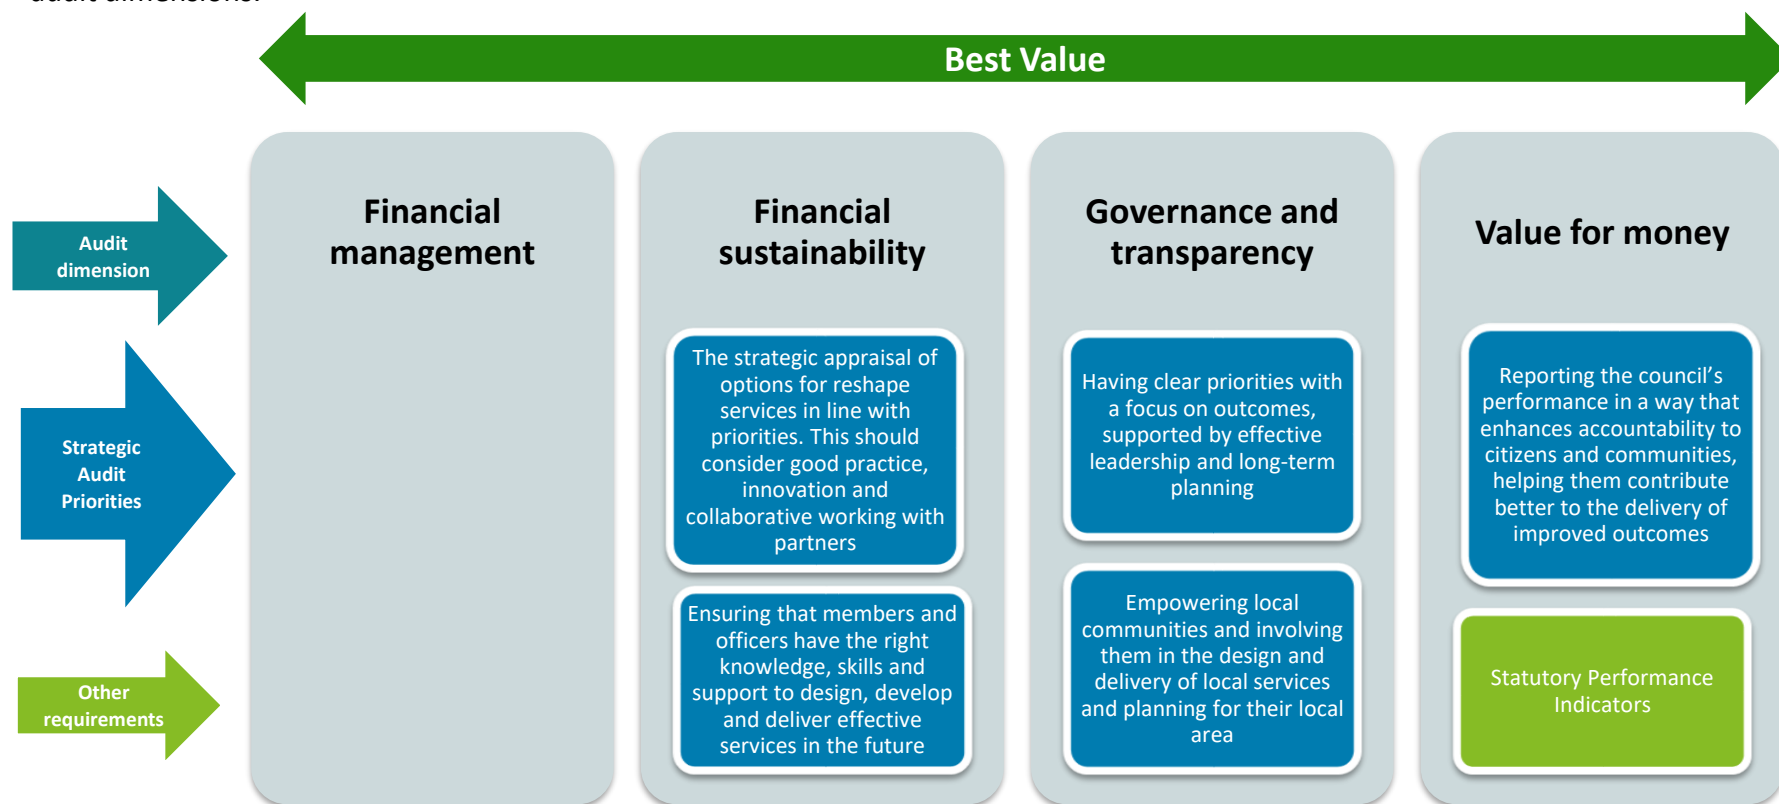 audit dimensions.
Best Value
Audit
dimension
Financial
management
Financial
sustainability
Governance and
transparency
Value for money
Strategic
Audit
Priorities
The strategic appraisal of
options for reshape
services in line with
priorities. This should
consider good practice,
innovation and
collaborative working with
partners
Having clear priorities with
a focus on outcomes,
supported by effective
leadership and long-term
planning
Reporting the council's
performance in a way that
enhances accountability to
citizens and communities,
helping them contribute
better to the delivery of
improved outcomes
Other
requirements
Ensuring that members and
officers have the right
knowledge, skills and
support to design, develop
and deliver effective
services in the future
Empowering local
communities and involving
them in the design and
delivery of local services
and planning for their local
area
Statutory Performance
Indicators